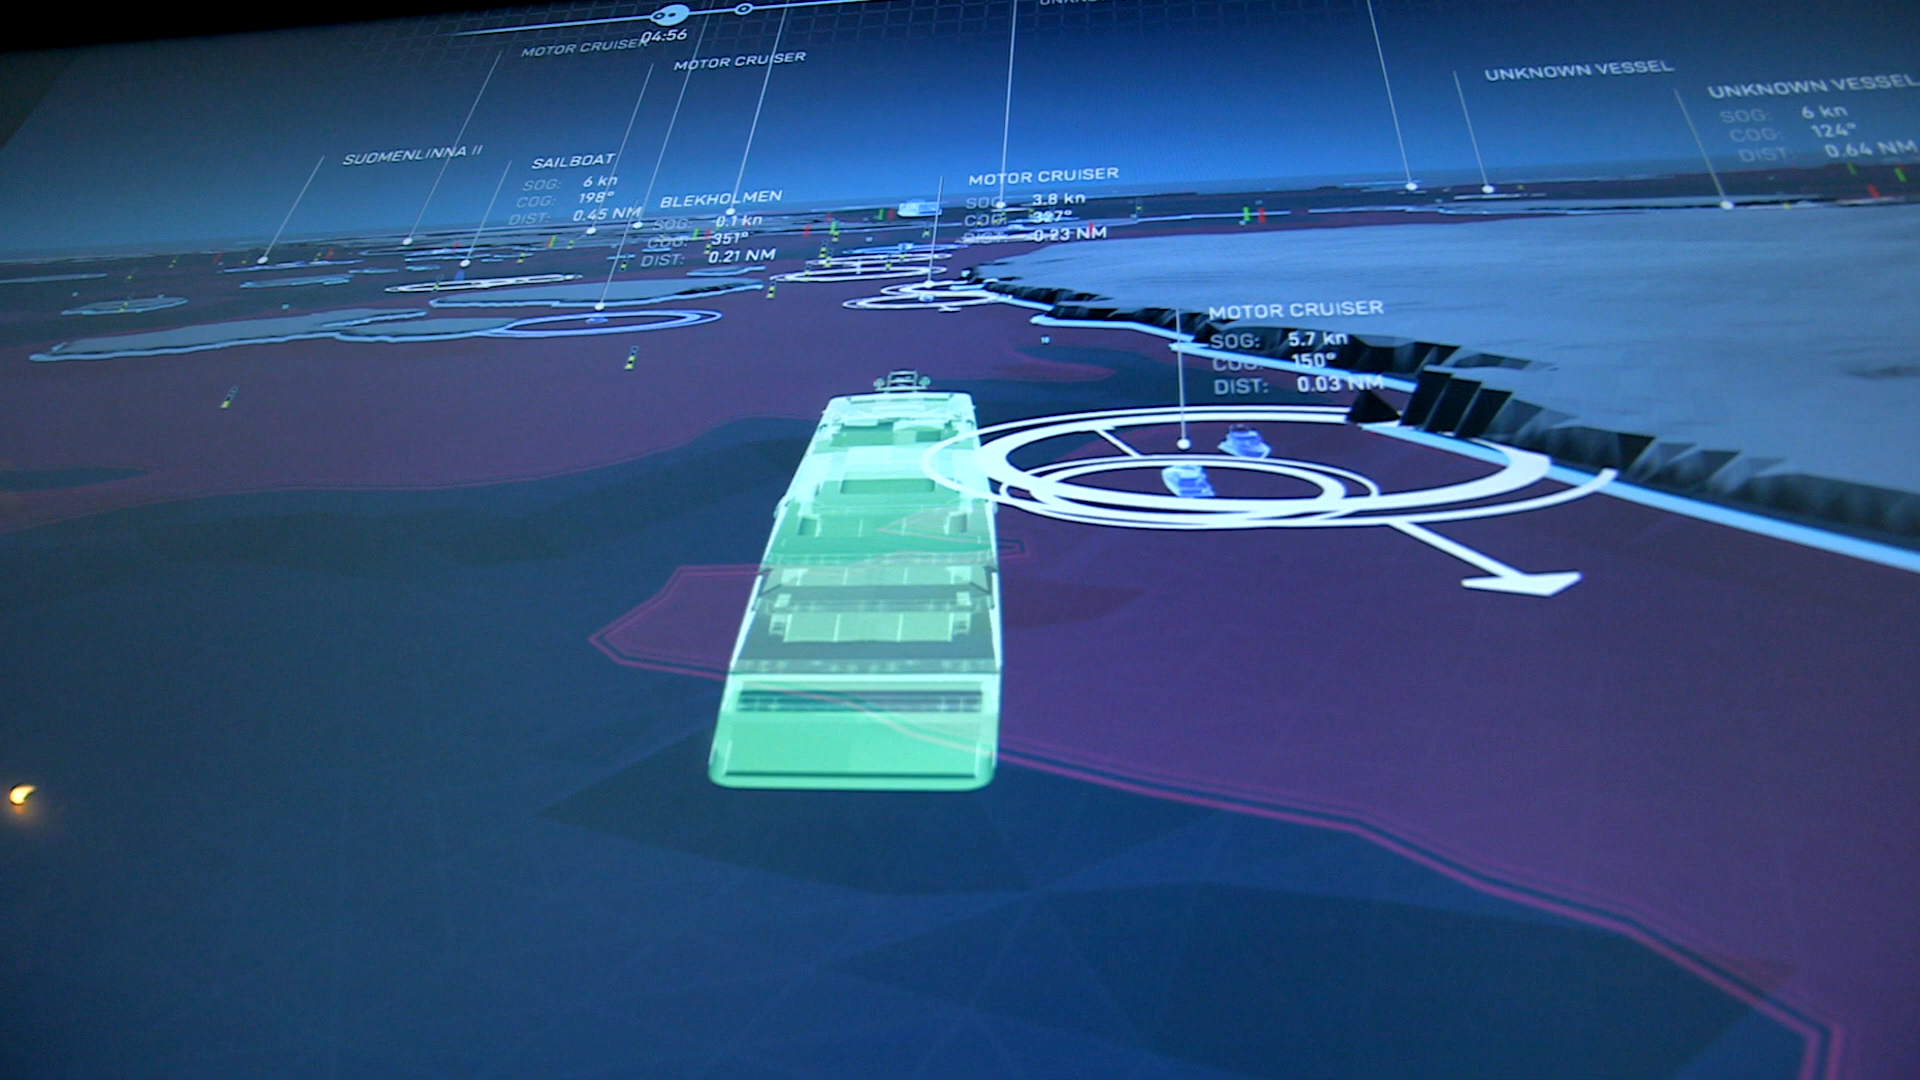 04:56
MOTOR CRUISER
MOTOR CRUISER
UNKNOWN VESSEL
UNKNOWN VESSEL
SOG: 6 kn
COG: 124°
DIST: 0.64 NM
SUOMENLINNA II
SAILBOAT
SOG: 6 kn
COG: 198°
DIST: 0.45 NM
BLEKHOLMEN
SOG: 0.1 kn
COG: 351°
DIST: 0.21 NM
MOTOR CRUISER
SOG: 3.8 kn
COG: 327°
DIST: 0.23 NM
MOTOR CRUISER
SOG: 5.7 kn
COG: 150°
DIST: 0.03 NM